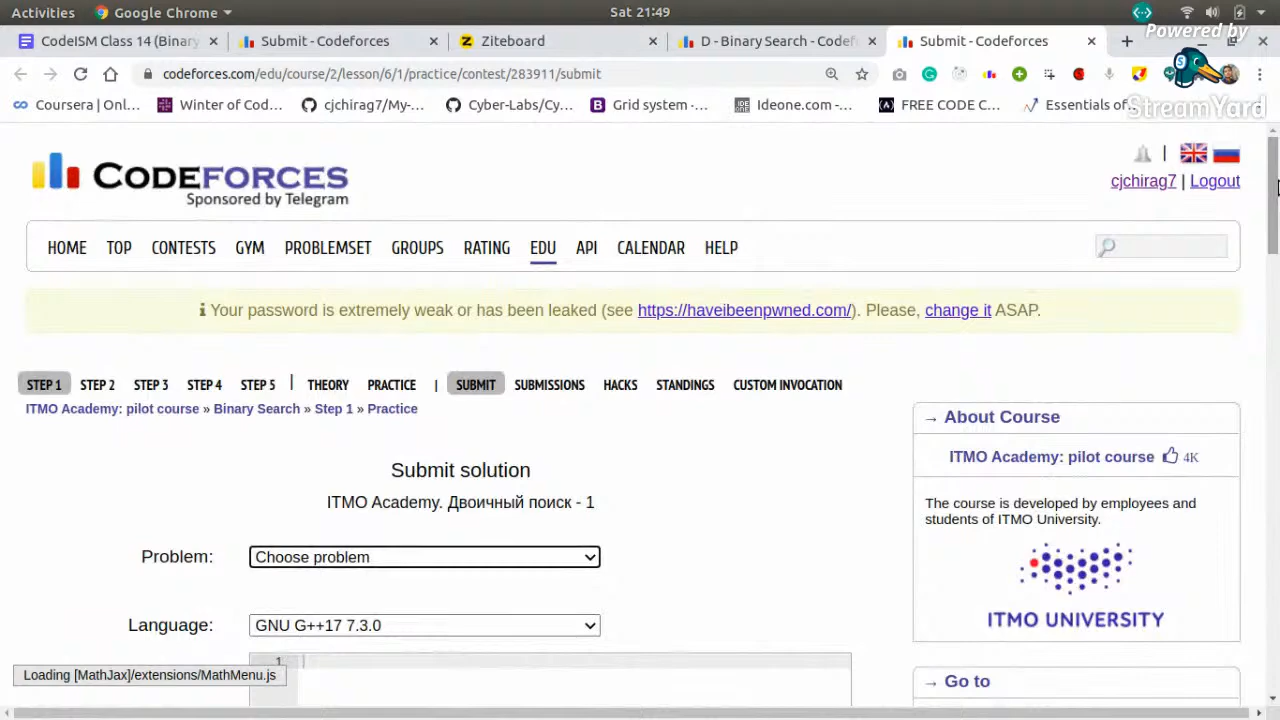 Activities
Google Chrome
Sat 21:49
Powered by
StreamYard
CodeISM Class 14 (Binary
Submit - Codeforces
Ziteboard
D - Binary Search - Codef
Submit - Codeforces
codeforces.com/edu/course/2/lesson/6/1/practice/contest/283911/submit
Coursera | Onl...
Winter of Cod...
cjchirag7/My-...
Cyber-Labs/Cy...
Grid system -...
Ideone.com -...
FREE CODE C...
Essentials of
CODEFORCES
Sponsored by Telegram
cjchirag7 | Logout
HOME TOP CONTESTS GYM PROBLEMSET GROUPS RATING EDU API CALENDAR HELP
Your password is extremely weak or has been leaked (see https://haveibeenpwned.com/). Please, change it ASAP.
STEP 1 STEP 2 STEP 3 STEP 4 STEP 5 | THEORY PRACTICE | SUBMIT SUBMISSIONS HACKS STANDINGS CUSTOM INVOCATION
ITMO Academy: pilot course » Binary Search » Step 1 » Practice
Submit solution
ITMO Academy. Двоичный поиск - 1
Problem:
Choose problem
Language:
GNU G++17 7.3.0
1
→ About Course
ITMO Academy: pilot course 4K
The course is developed by employees and
students of ITMO University.
ITMO UNIVERSITY
→ Go to
Loading [MathJax]/extensions/MathMenu.js